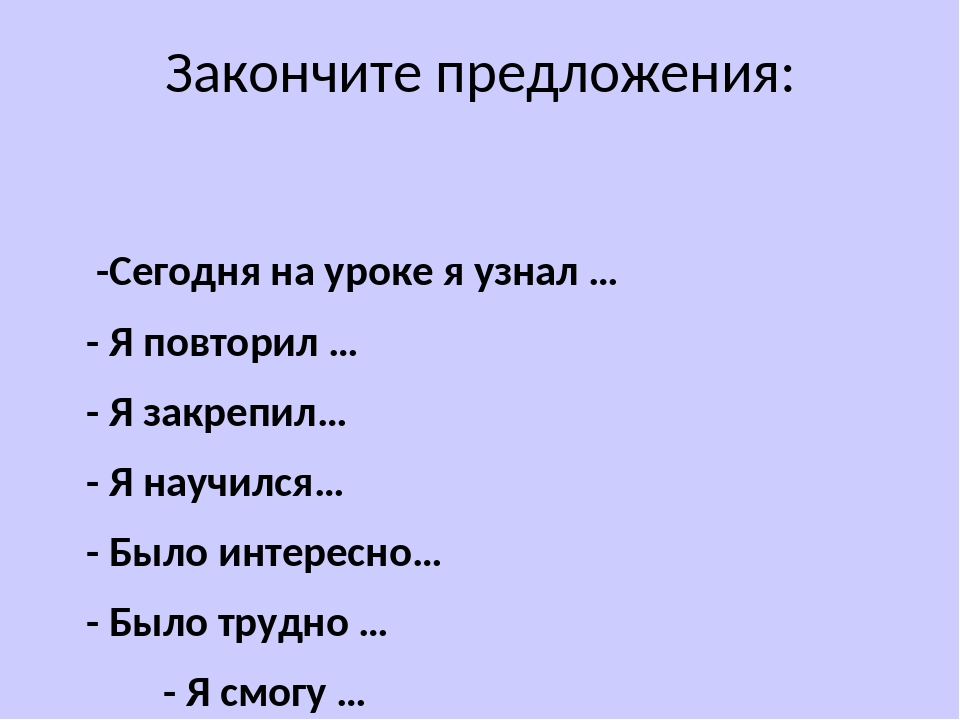 Закончите предложения:
-Сегодня на уроке я узнал …
- Я повторил …
- Я закрепил…
- Я научился…
- Было интересно…
- Было трудно …
- Я смогу …